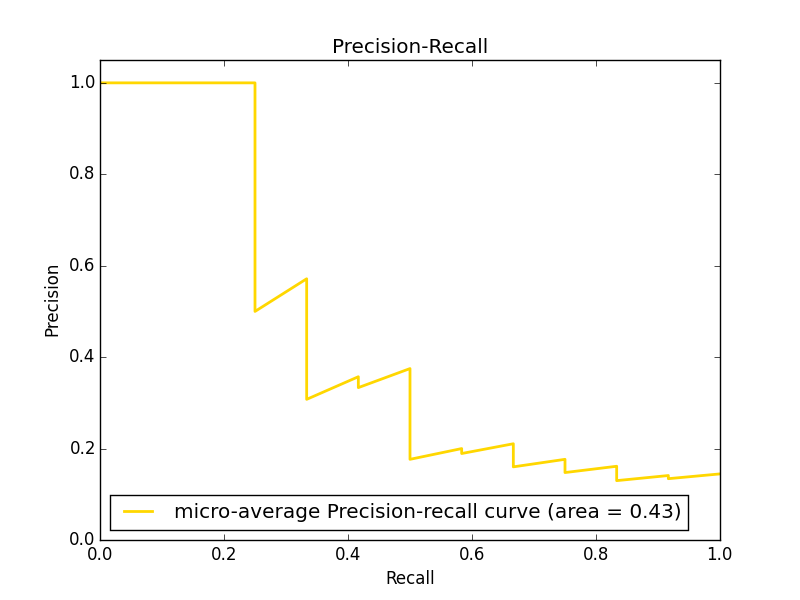 Precision-Recall
1.0
0.8
0.6
0.4
0.2
0.0
Precision
micro-average Precision-recall curve (area = 0.43)
0.0 0.2 0.4 0.6 0.8 1.0
Recall